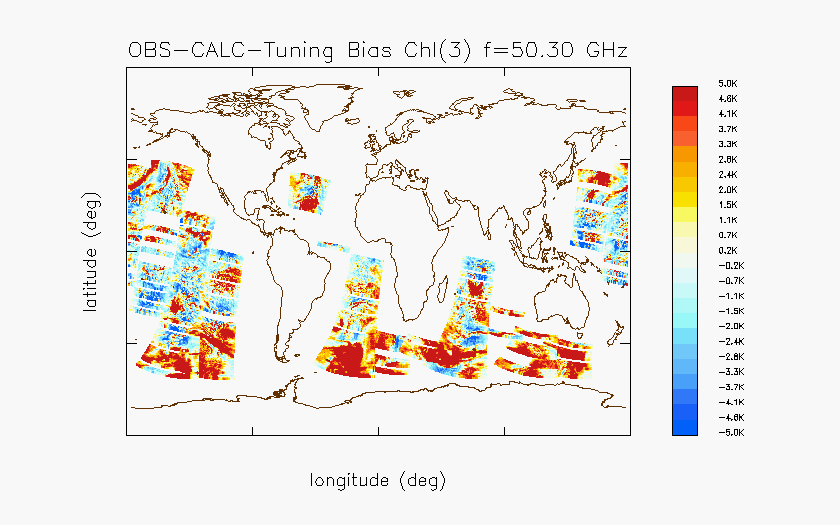 OBS-CALC-Tuning Bias Chl(3) f=50.30 GHz
latitude (deg)
longitude (deg)
5.0K
4.6K
4.1K
3.7K
3.3K
2.8K
2.4K
2.0K
1.5K
1.1K
0.7K
0.2K
-0.2K
-0.7K
-1.1K
-1.5K
-2.0K
-2.4K
-2.8K
-3.3K
-3.7K
-4.1K
-4.6K
-5.0K